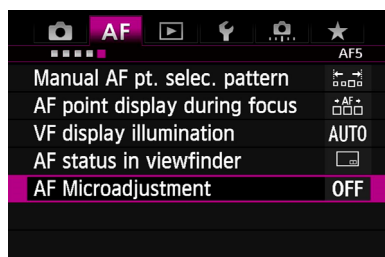 AF
AF5
Manual AF pt. selec. pattern
AF point display during focus
AF
VF display illumination AUTO
AF status in viewfinder
AF Microadjustment OFF